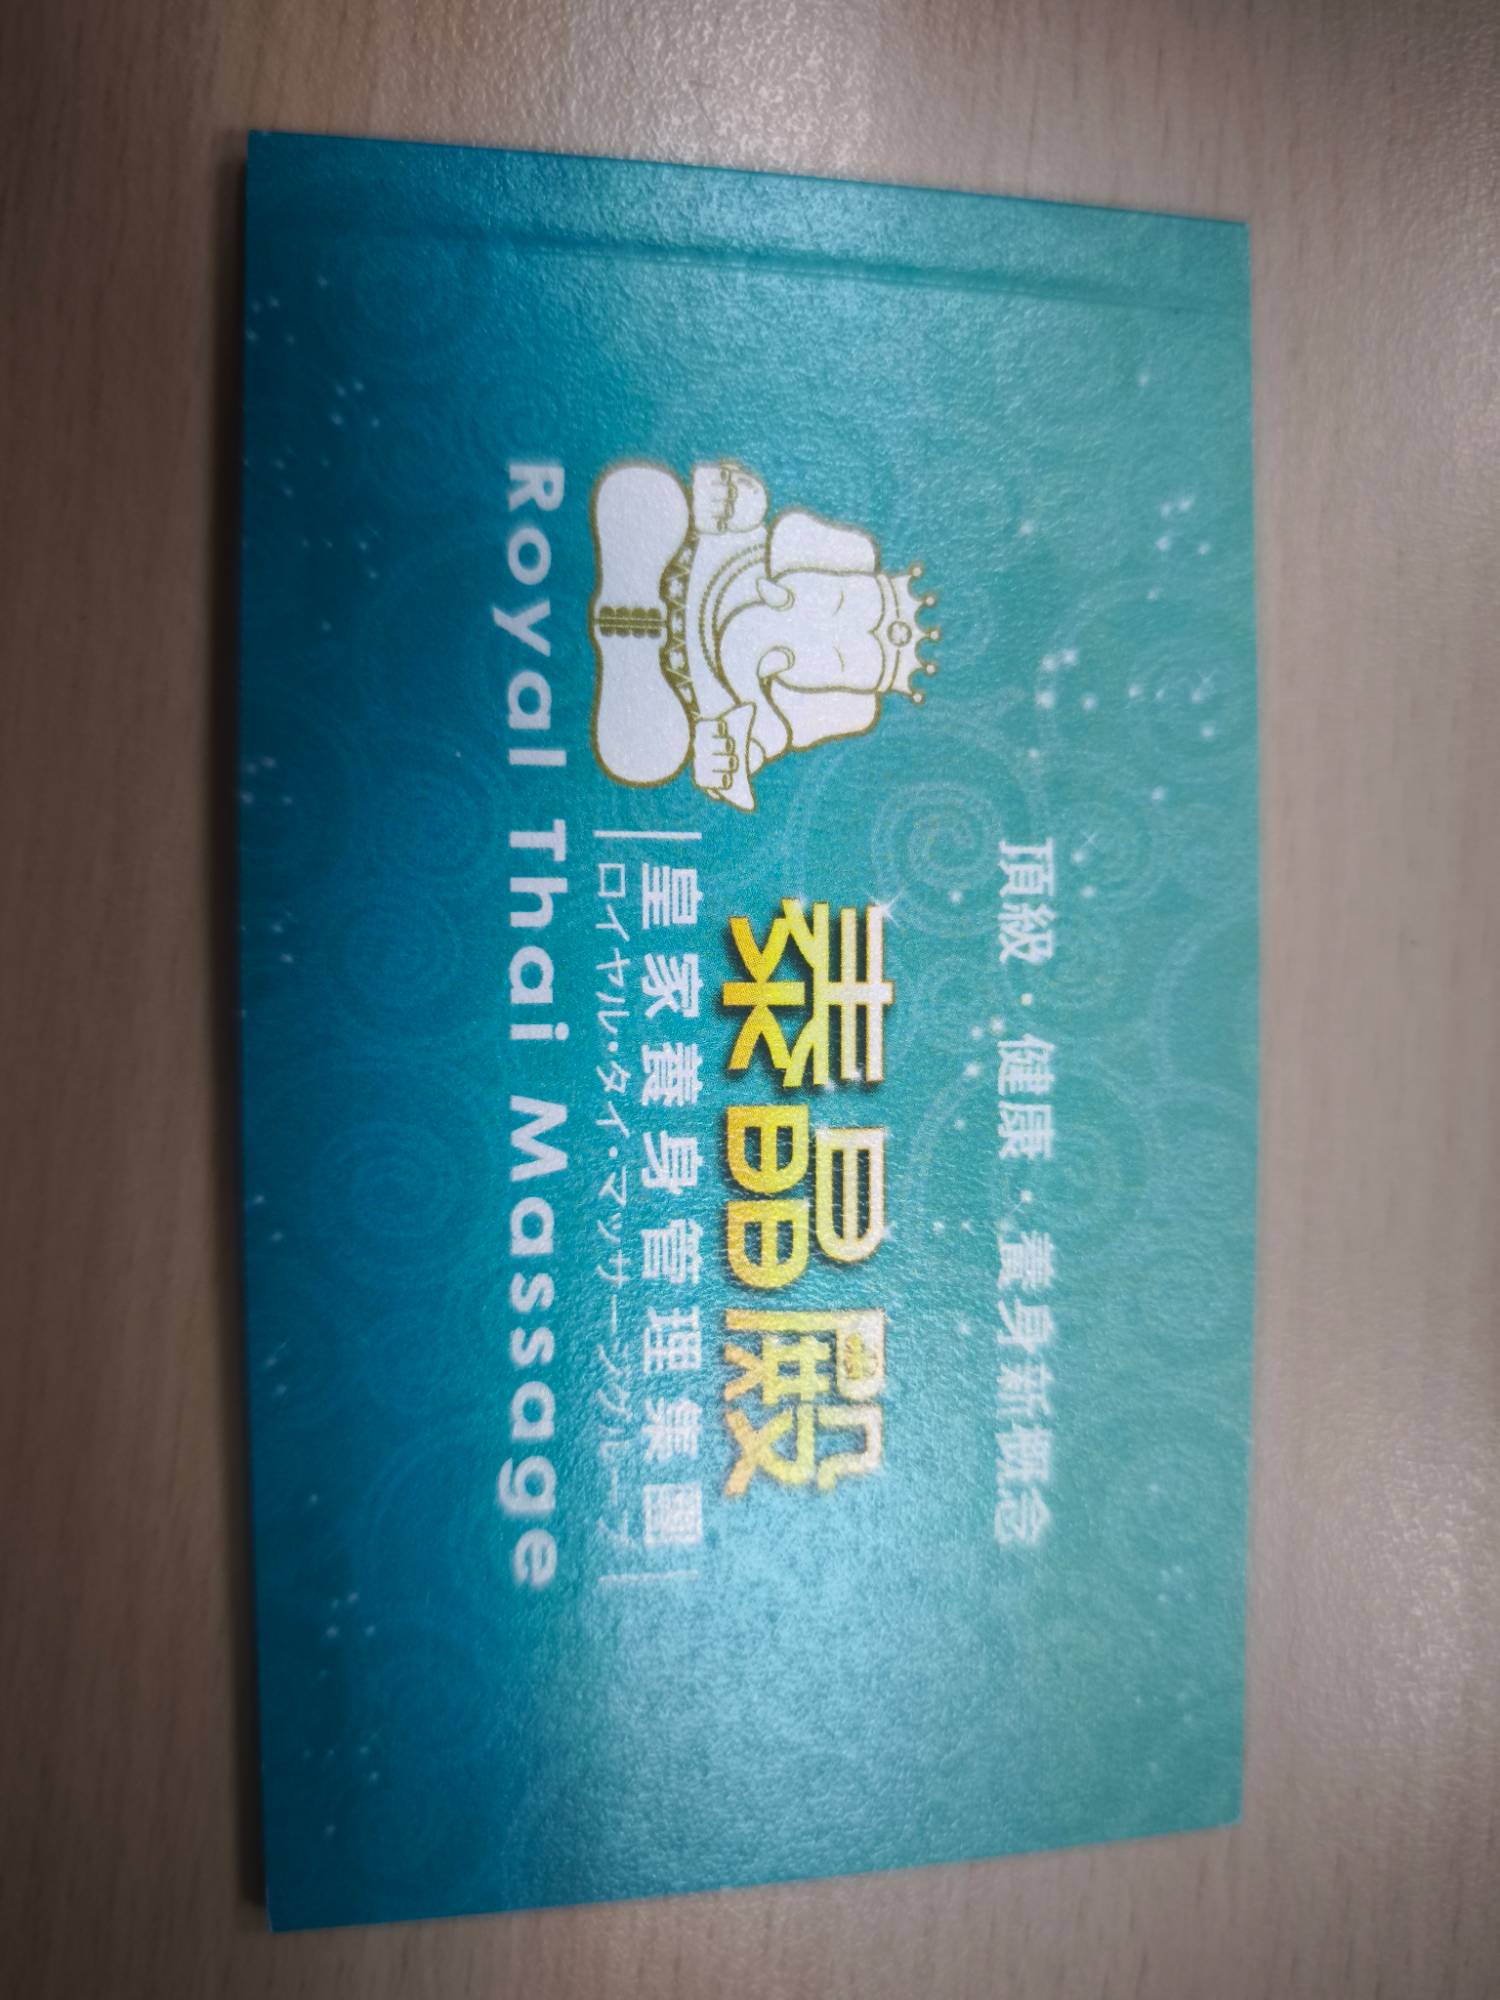 頂級·健康·養身新概念
泰晶殿
皇家養身管理集團
ロイヤル・タイ・マッサージグループ
Royal Thai Massage